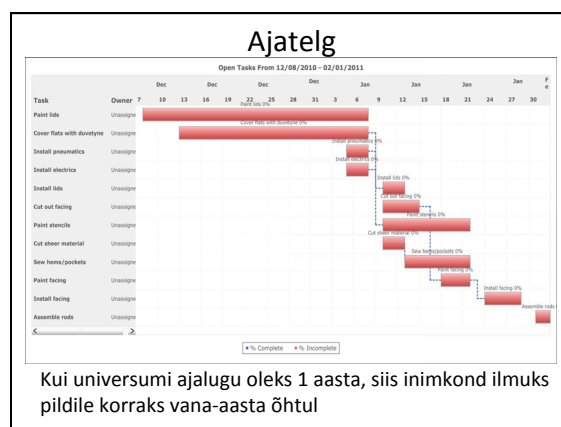 Ajatelg
Open Tasks From 12/08/2010 - 02/01/2011
Dec Dec Dec Dec Jan Jan Jan Jan Fe
Task Owner 7 10 13 16 19 22 25 28 31 3 6 9 12 15 18 21 24 27 30
Paint lids 0%
Paint lids Unassigne
Cover flats with duvetyne 0%
Cover flats with duvetyne Unassigne
Install pneumatics 0%
Install pneumatics Unassigne
Install electrics 0%
Install electrics Unassigne
Install lids 0%
Install lids Unassigne
Cut out facing 0%
Cut out facing Unassigne
Paint stencils 0%
Paint stencils Unassigne
Cut sheer material 0%
Cut sheer material Unassigne
Sew hems/pockets 0%
Sew hems/pockets Unassigne
Paint facing 0%
Paint facing Unassigne
Install facing 0%
Install facing Unassigne
Assemble rods 0
Assemble rods Unassigne
% Complete % Incomplete
Kui universumi ajalugu oleks 1 aasta, siis inimkond ilmuks
pildile korraks vana-aasta õhtul